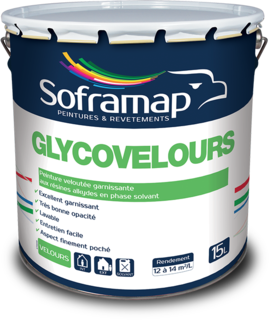 Soframap
PEINTURES & REVETEMENTS
GLYCOVELOURS
Peinture veloutée garnissante
aux résines alkydes en phase solvant
Excellent garnissant
Très bonne opacité
Lavable
Entretien facile
Aspect finement poché
VELOURS
Rendement
12 à 14 m²/L
15L